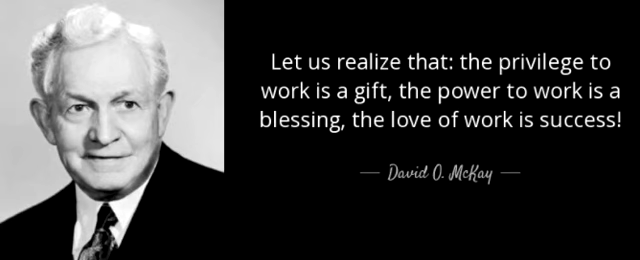 Let us realize that: the privilege to
work is a gift, the power to work is a
blessing, the love of work is success!
David O. McKay